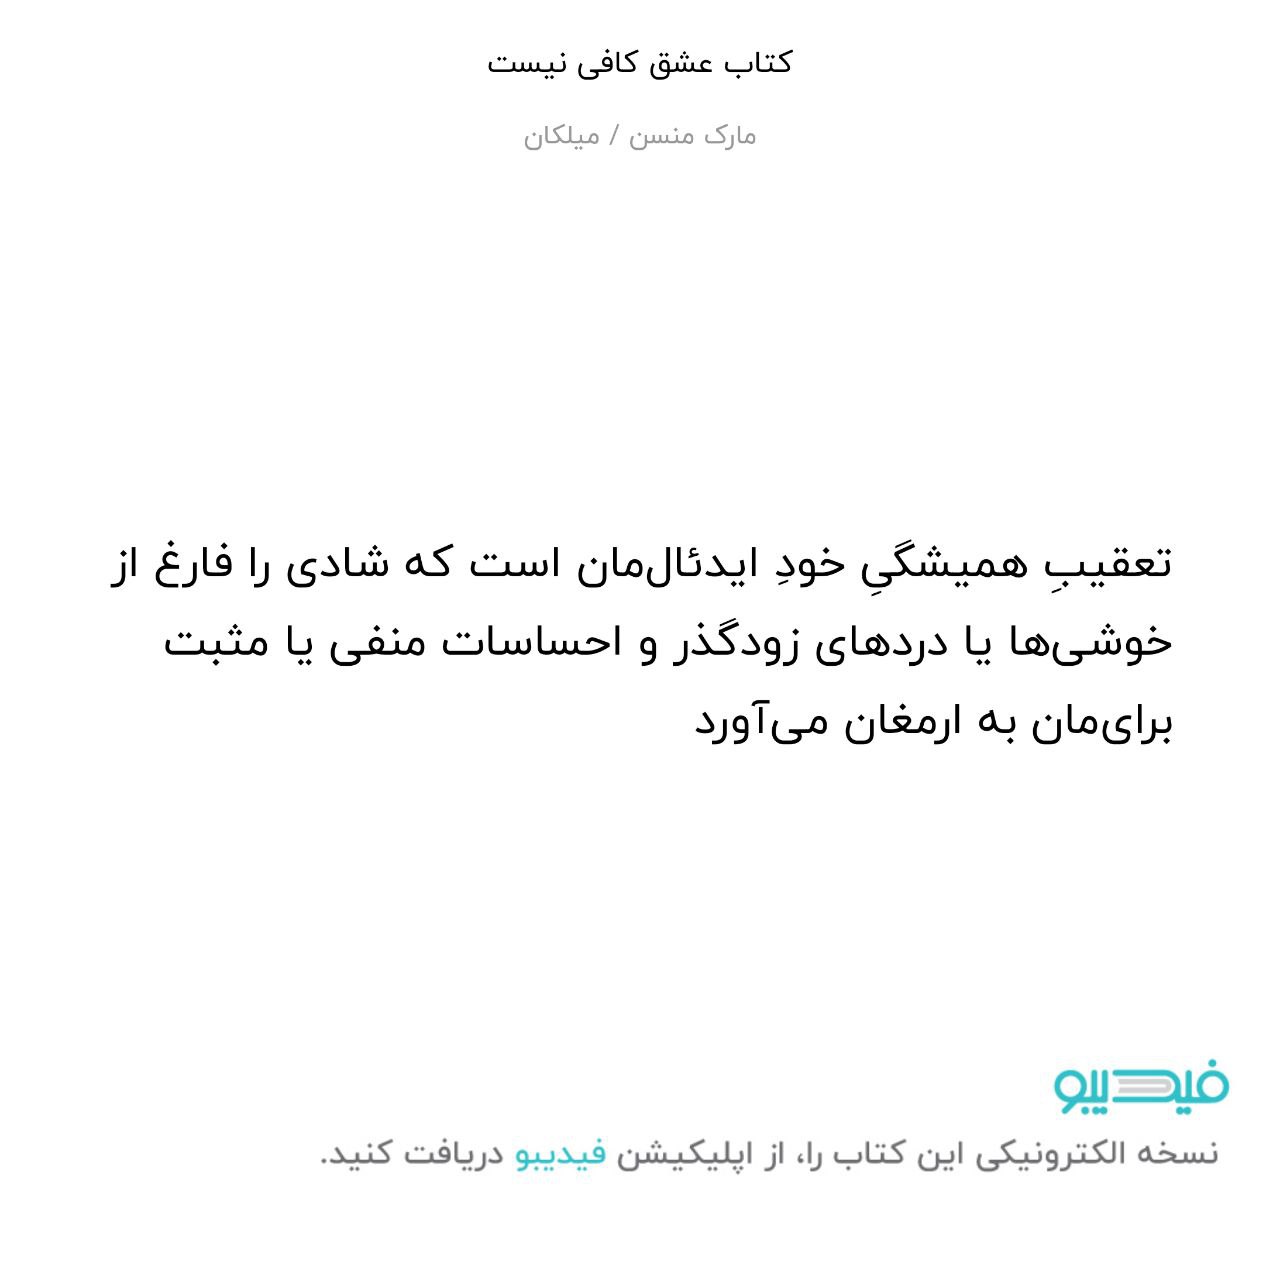 کتاب عشق کافی نیست
مارک منسن / میلکان
تعقیبِ همیشگیِ خودِ ایدئال‌مان است که شادی را فارغ از
خوشی‌ها یا دردهای زودگذر و احساسات منفی یا مثبت
برای‌مان به ارمغان می‌آورد
فیدیبو
نسخه الکترونیکی این کتاب را، از اپلیکیشن فیدیبو دریافت کنید.